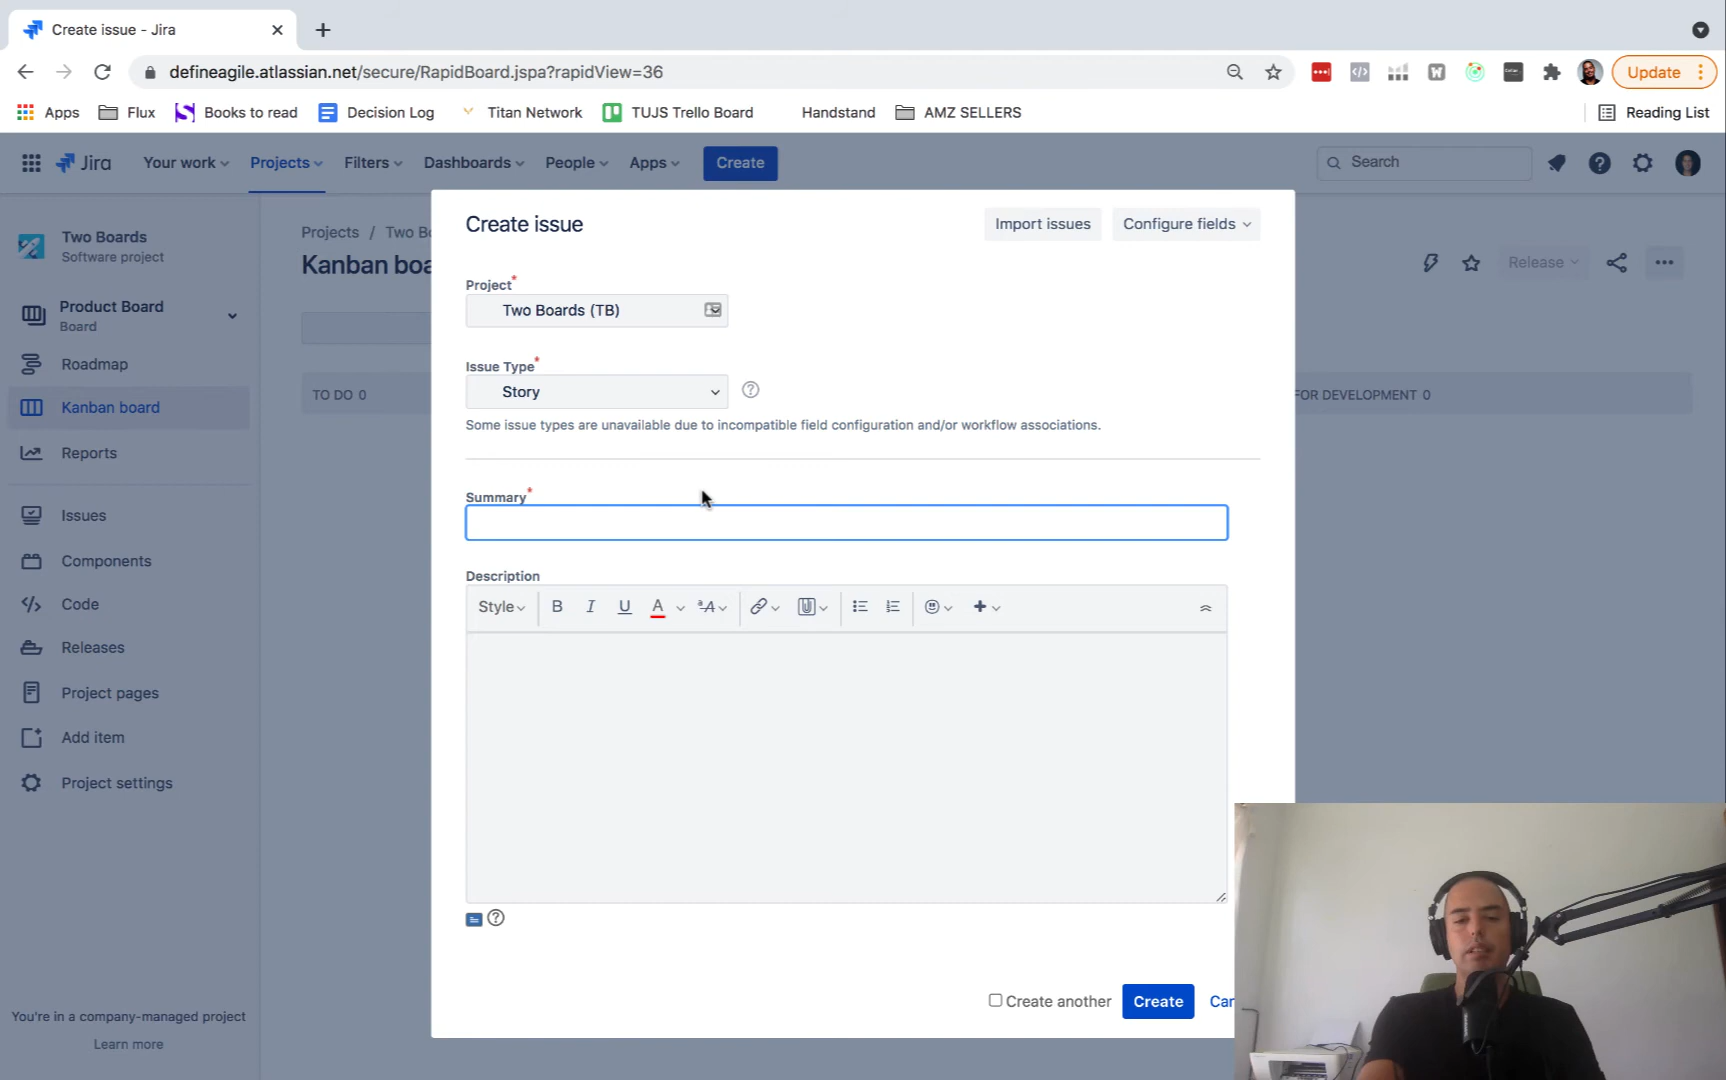 Create issue - Jira
defineagile.atlassian.net/secure/RapidBoard.jspa?rapidView=36
Update
Apps
Flux
Books to read
Decision Log
Titan Network
TUJS Trello Board
Handstand
AMZ SELLERS
Reading List
Jira
Your work
Projects
Filters
Dashboards
People
Apps
Create
Search
Two Boards
Software project
Product Board
Board
Roadmap
Kanban board
Reports
Issues
Components
Code
Releases
Project pages
Add item
Project settings
You're in a company-managed project
Learn more
Projects / Two Bo
Kanban boa
Release
TO DO 0
FOR DEVELOPMENT 0
Create issue
Import issues
Configure fields
Project*
Two Boards (TB)
Issue Type*
Story
Some issue types are unavailable due to incompatible field configuration and/or workflow associations.
Summary*
Description
Style
B I U A ᵃA
Create another
Create
Can